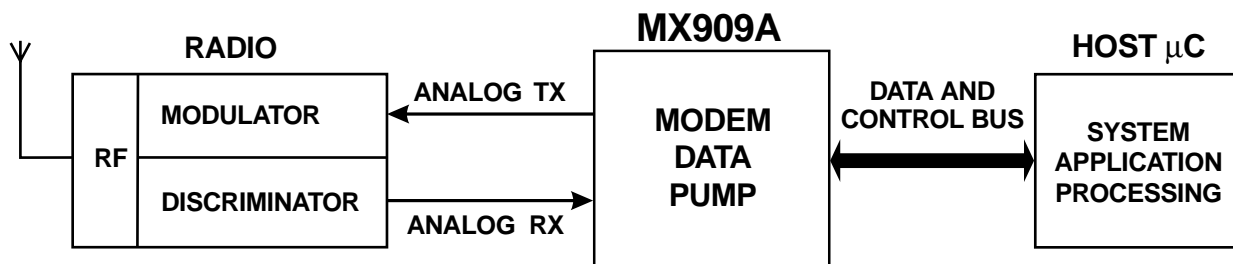 RADIO
RF
MODULATOR
DISCRIMINATOR
ANALOG TX
ANALOG RX
MX909A
MODEM
DATA
PUMP
DATA AND
CONTROL BUS
HOST μC
SYSTEM
APPLICATION
PROCESSING